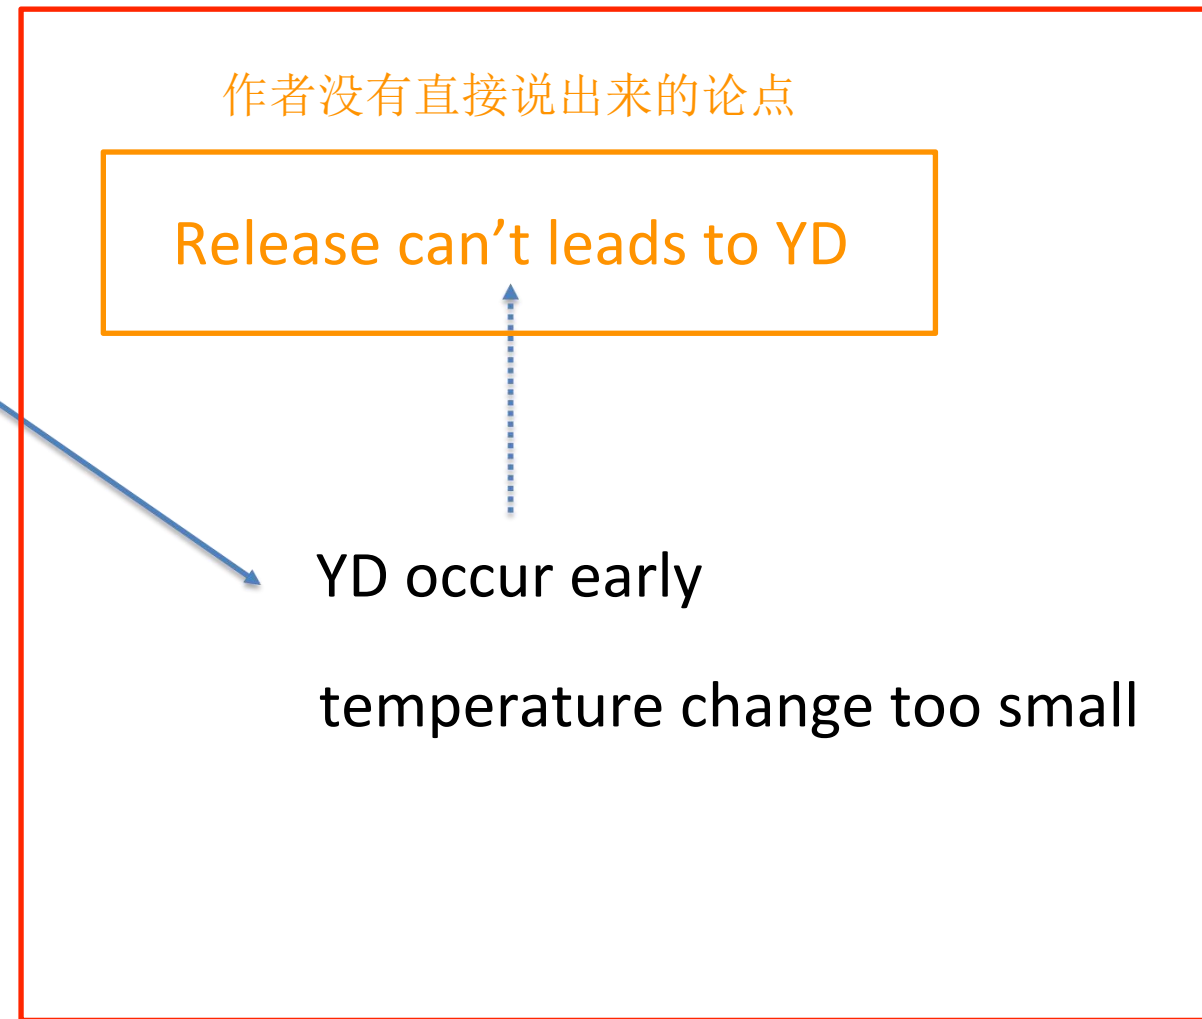 作者没有直接说出来的论点
Release can’t leads to YD
YD occur early
temperature change too small